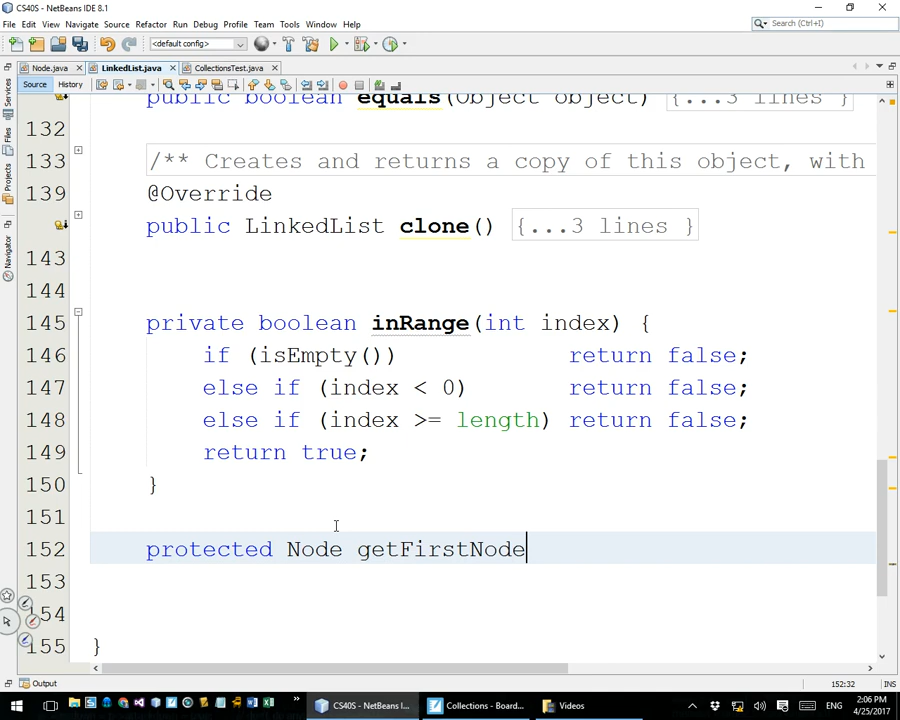 CS40S - NetBeans IDE 8.1
File Edit View Navigate Source Refactor Run Debug Profile Team Tools Window Help
Search (Ctrl+I)
<default config>
Node.java LinkedList.java CollectionsTest.java
Source History
Services
Files
Projects
Navigator
public boolean equals(Object object) {...3 lines }
132
133 /** Creates and returns a copy of this object, with
139 @Override
public LinkedList clone() {...3 lines }
143
144
145 private boolean inRange(int index) {
146 if (isEmpty()) return false;
147 else if (index < 0) return false;
148 else if (index >= length) return false;
149 return true;
150 }
151
152 protected Node getFirstNode
153
154
155 }
Output
152:32 INS
CS40S - NetBeans I... Collections - Board... Videos
ENG 2:06 PM
4/25/2017